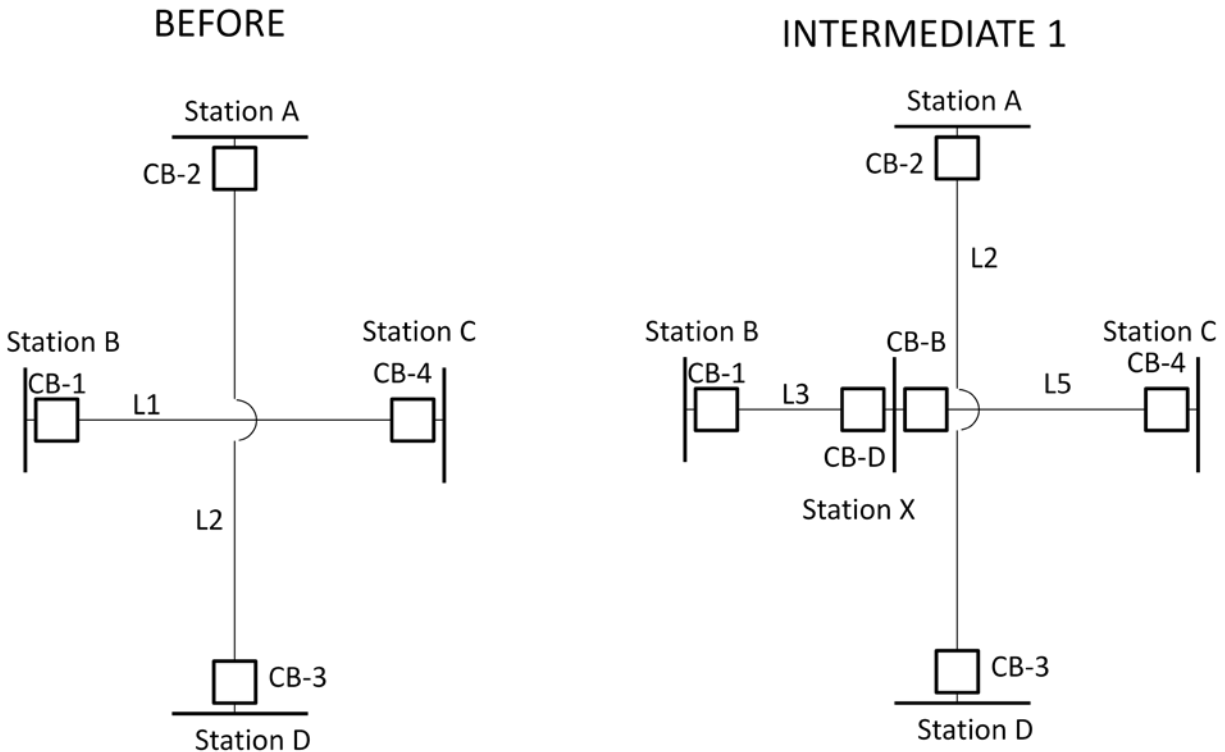 BEFORE
Station A
CB-2
Station B
CB-1
L1
Station C
CB-4
L2
CB-3
Station D
INTERMEDIATE 1
Station A
CB-2
L2
Station B
CB-1
L3
CB-B
CB-D
Station X
Station C
CB-4
L5
CB-3
Station D